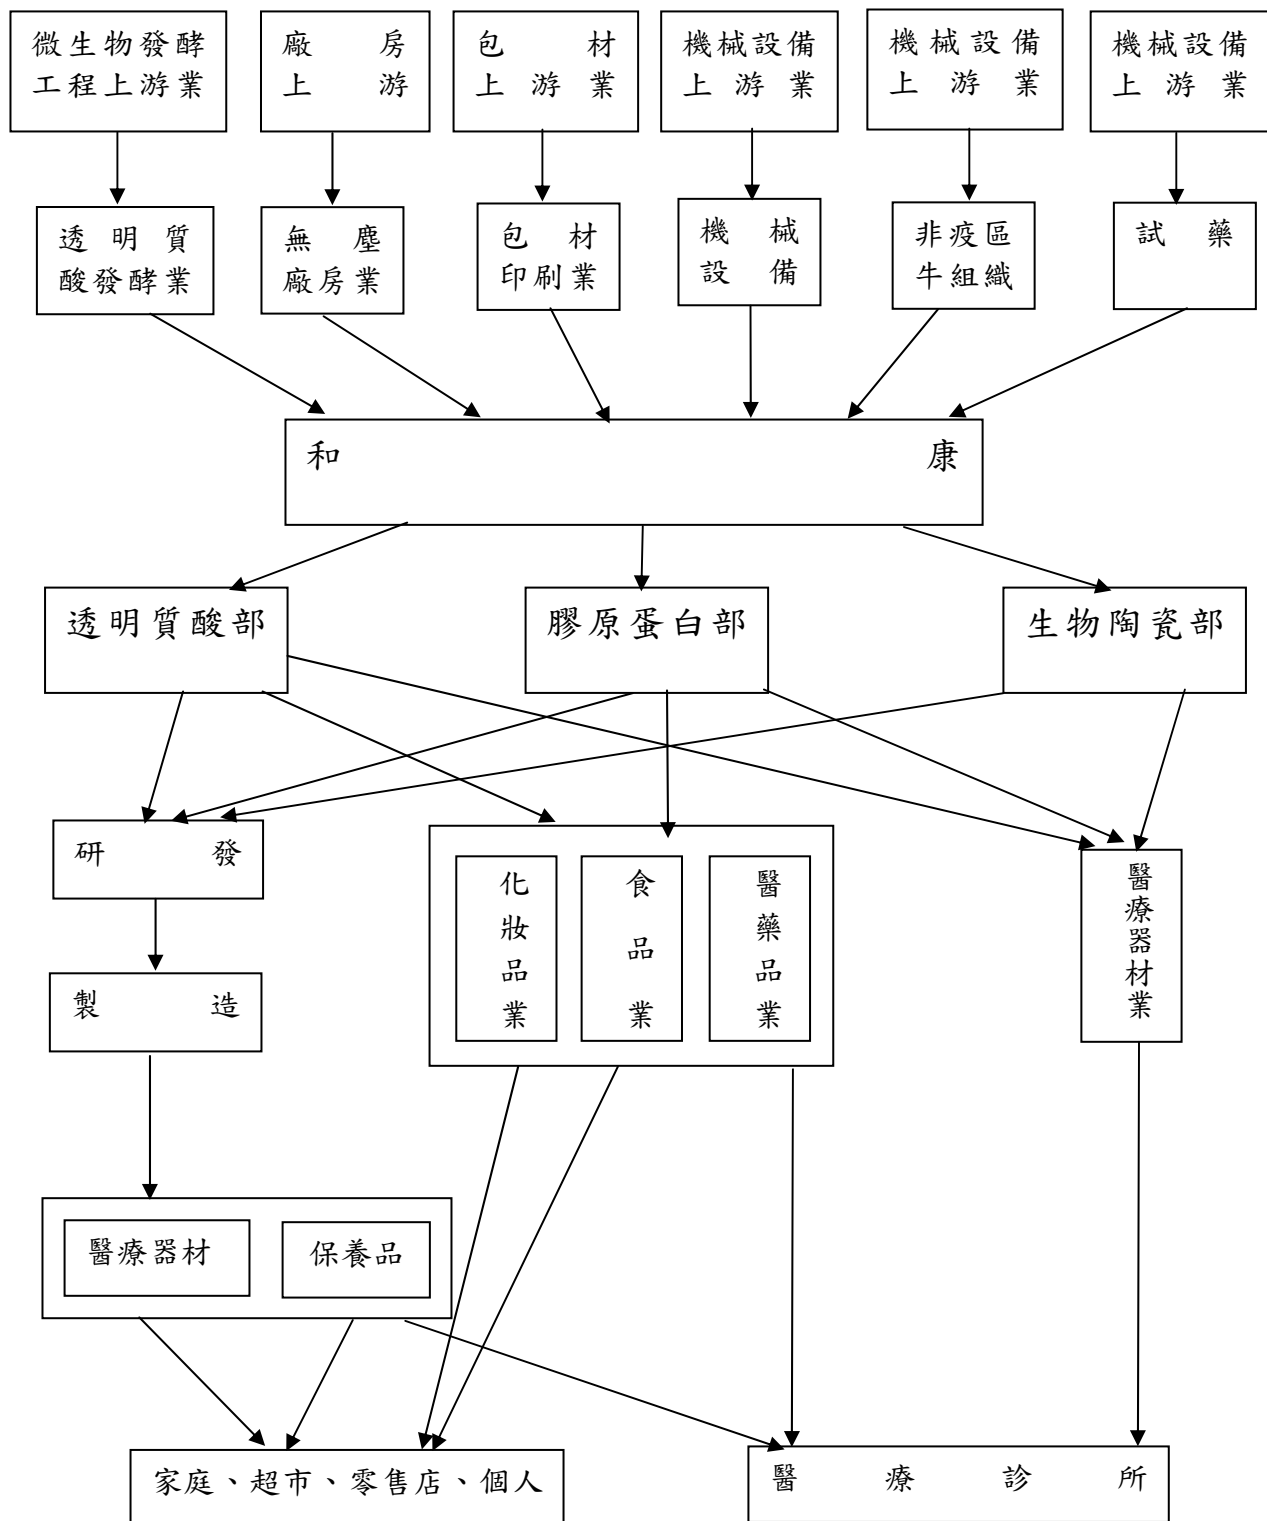 微生物發酵
工程上游業
廠房
上游
包材
上游業
機械設備
上游業
機械設備
上游業
機械設備
上游業
透明質
酸發酵業
無塵
廠房業
包材
印刷業
機械
設備
非疫區
牛組織
試藥
和康
透明質酸部
膠原蛋白部
生物陶瓷部
研發
化妝品業
食品業
醫藥品業
醫療器材業
製造
醫療器材
保養品
家庭、超市、零售店、個人
醫療診所